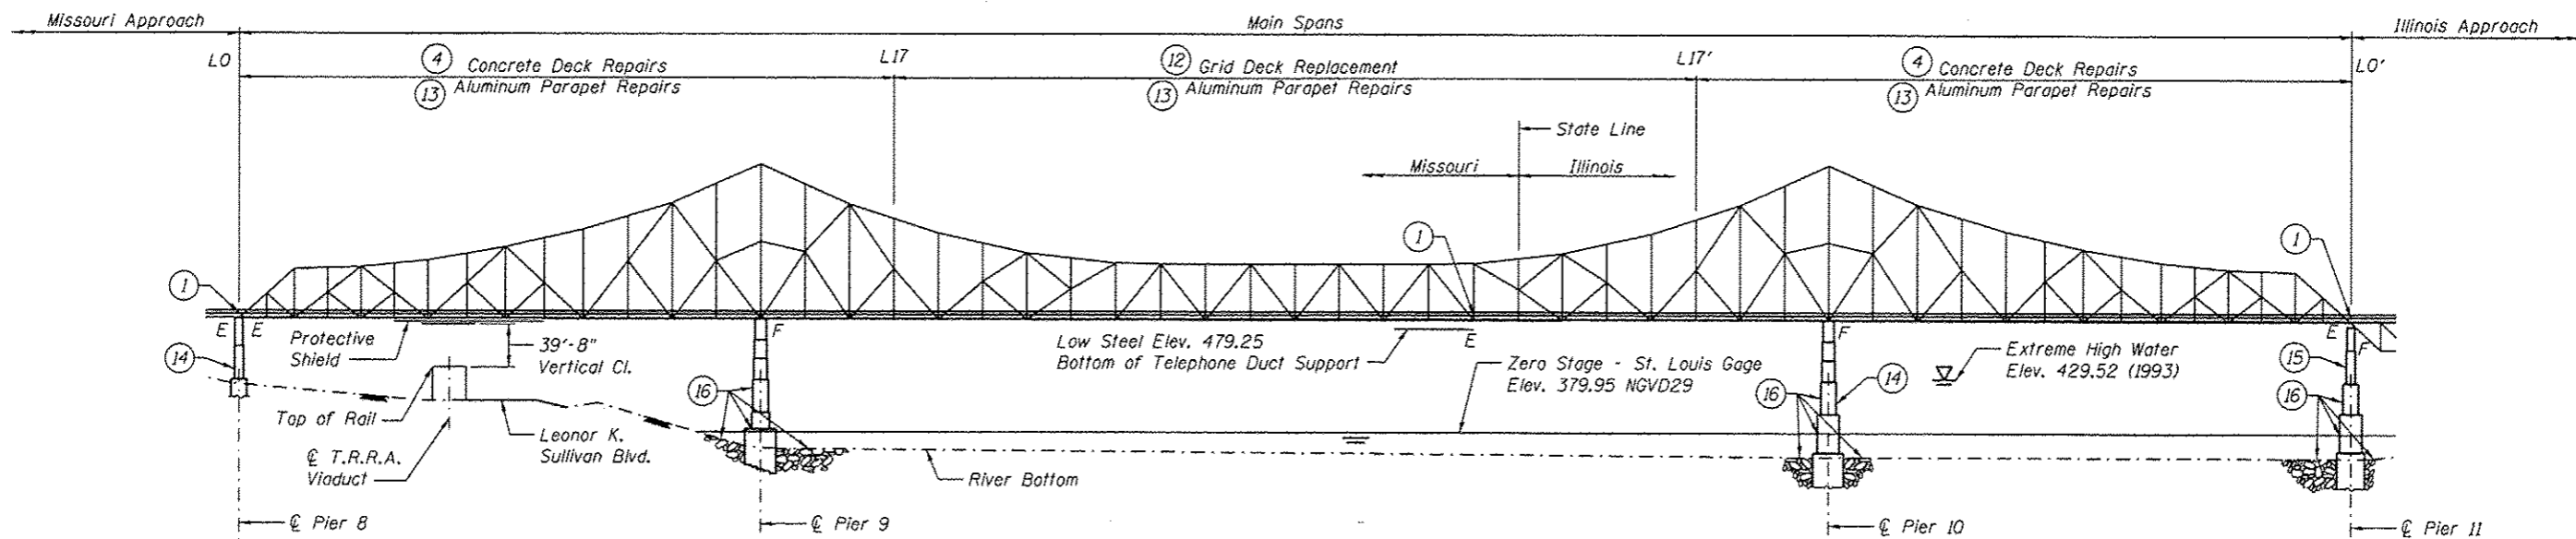 Missouri Approach
Main Spans
Illinois Approach
L0
4 Concrete Deck Repairs
13 Aluminum Parapet Repairs
L17
12 Grid Deck Replacement
13 Aluminum Parapet Repairs
L17'
4 Concrete Deck Repairs
13 Aluminum Parapet Repairs
L0'
State Line
Missouri
Illinois
1
1
1
E E
Protective
Shield
39'-8"
Vertical Cl.
F
Low Steel Elev. 479.25
Bottom of Telephone Duct Support
E
F
E
F
14
Top of Rail
Leonor K.
Sullivan Blvd.
℄ T.R.R.A.
Viaduct
16
Zero Stage - St. Louis Gage
Elev. 379.95 NGVD29
16
14
Extreme High Water
Elev. 429.52 (1993)
15
16
River Bottom
℄ Pier 8
℄ Pier 9
℄ Pier 10
℄ Pier 11